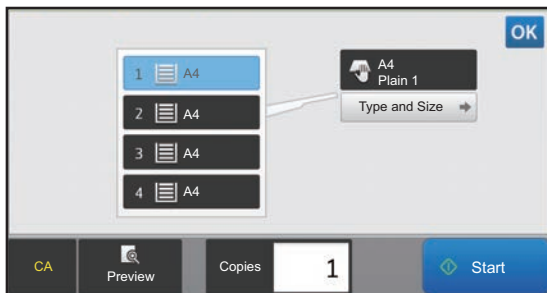 OK
1 A4
2 A4
3 A4
4 A4
A4
Plain 1
Type and Size
CA
Preview
Copies
1
Start